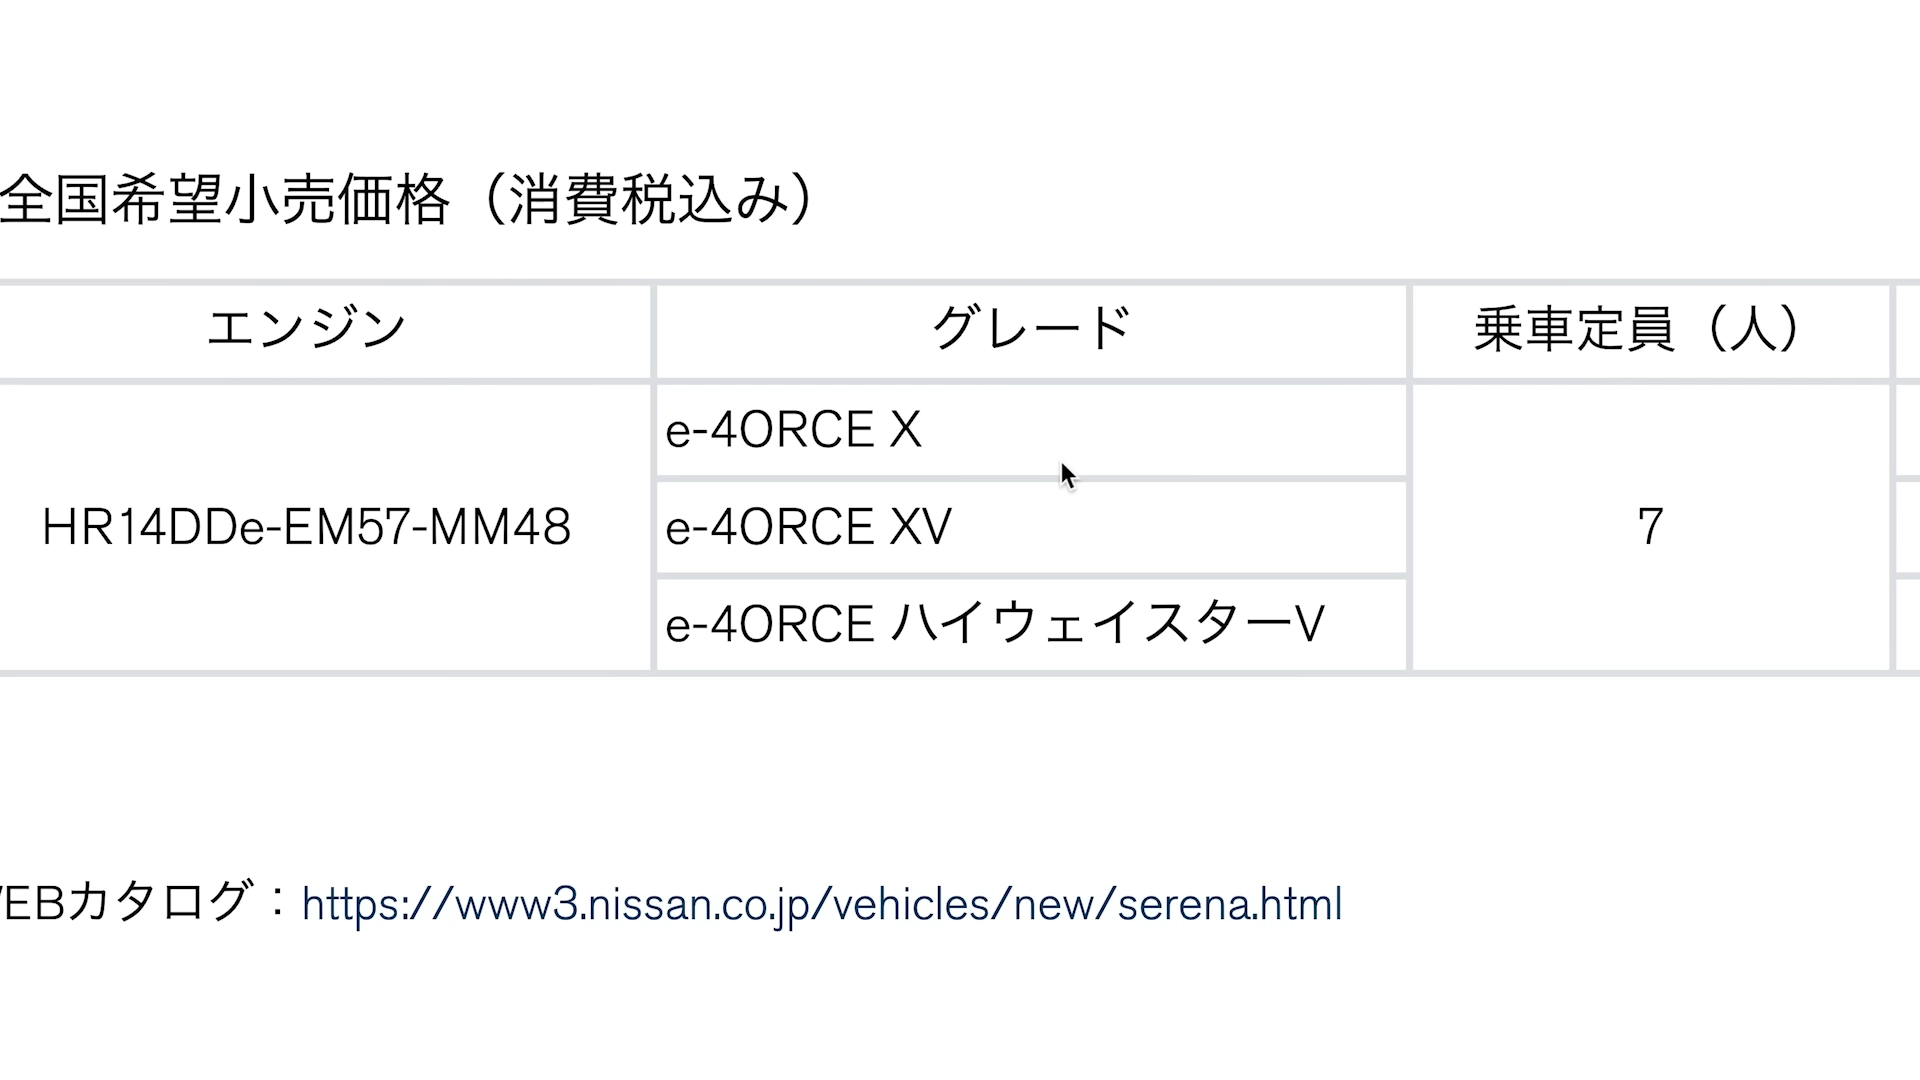 全国希望小売価格（消費税込み）
エンジン グレード 乗車定員（人）
e-4ORCE X
HR14DDe-EM57-MM48 e-4ORCE XV 7
e-4ORCE ハイウェイスターV
EBカタログ：https://www3.nissan.co.jp/vehicles/new/serena.html